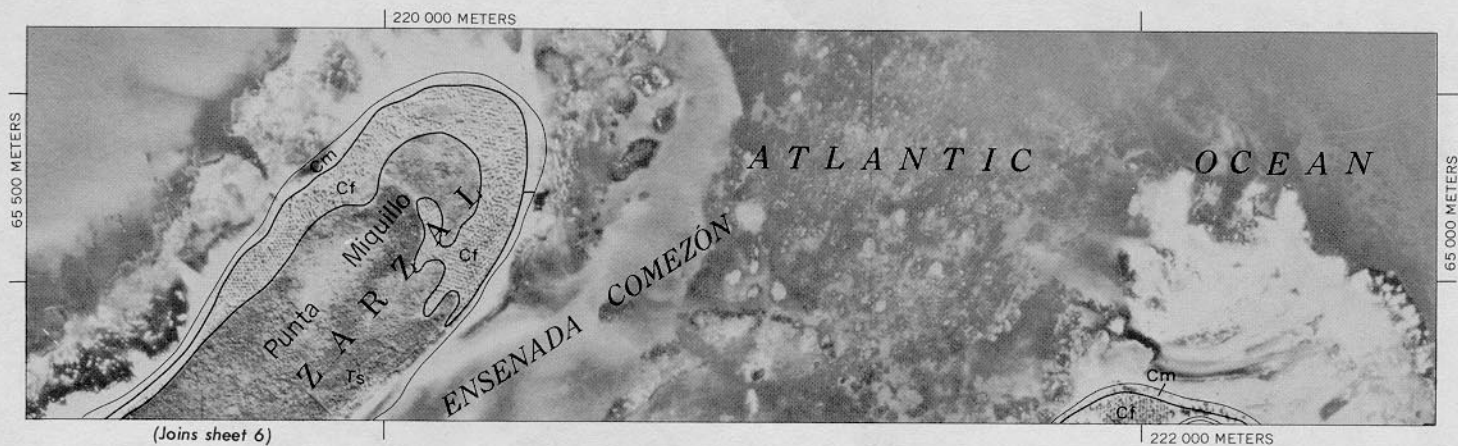 220 000 METERS
65 500 METERS
ATLANTIC OCEAN
65 000 METERS
Cm
Cf
Punta Miquillo
ZARZAL
Cf
Ts
ENSENADA COMEZÓN
Cm
Cf
(Joins sheet 6)
222 000 METERS